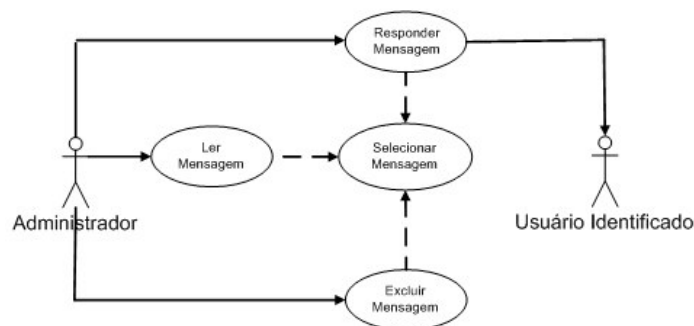 Responder
Mensagem
Ler
Mensagem
Selecionar
Mensagem
Administrador
Usuário Identificado
Excluir
Mensagem